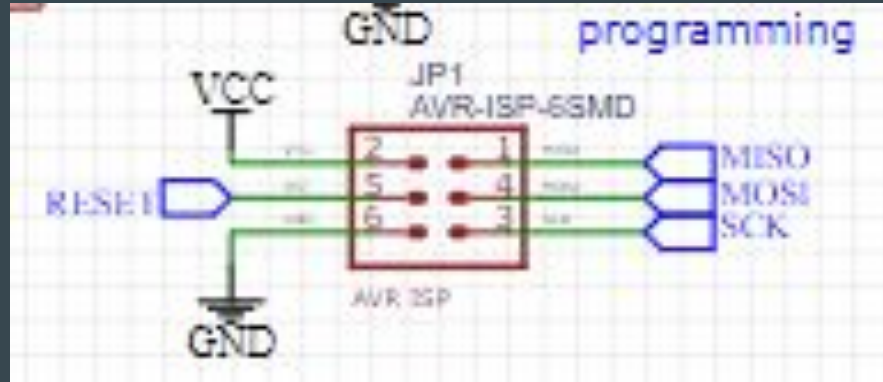 GND
programming
JP1
AVR-ISP-6SMD
VCC
2
1
MISO
RESET
5
4
MOSI
6
3
SCK
AVR ISP
GND